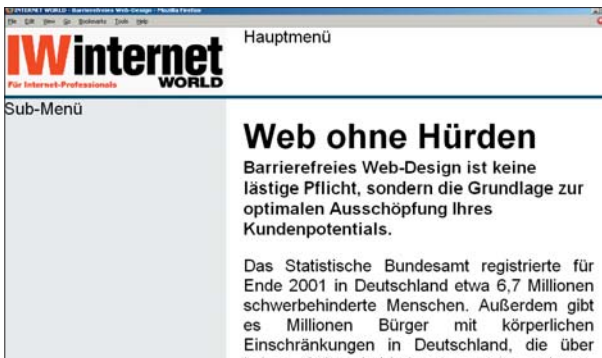 INTERNET WORLD - Barrierefreies Web-Design - Mozilla Firefox
File Edit View Go Bookmarks Tools Help
IWinternet
WORLD
Für Internet-Professionals
Hauptmenü
Sub-Menü
Web ohne Hürden
Barrierefreies Web-Design ist keine
lästige Pflicht, sondern die Grundlage zur
optimalen Ausschöpfung Ihres
Kundenpotentials.
Das Statistische Bundesamt registrierte für
Ende 2001 in Deutschland etwa 6,7 Millionen
schwerbehinderte Menschen. Außerdem gibt
es Millionen Bürger mit körperlichen
Einschränkungen in Deutschland, die über